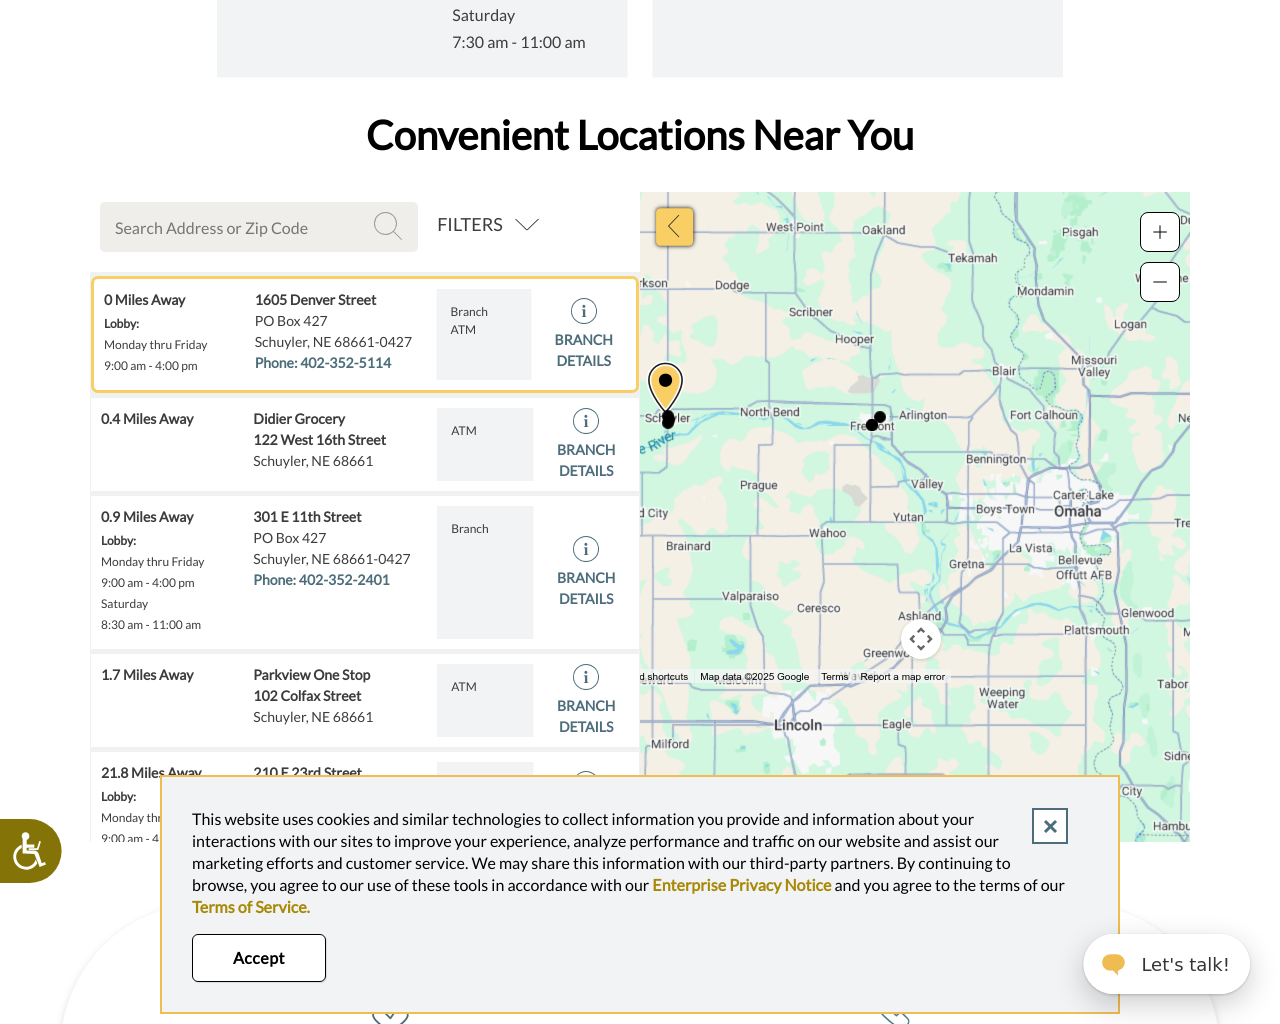 Saturday
7:30 am - 11:00 am
Convenient Locations Near You
Search Address or Zip Code
FILTERS
0 Miles Away
Lobby:
Monday thru Friday
9:00 am - 4:00 pm
1605 Denver Street
PO Box 427
Schuyler, NE 68661-0427
Phone: 402-352-5114
Branch
ATM
BRANCH
DETAILS
0.4 Miles Away
Didier Grocery
122 West 16th Street
Schuyler, NE 68661
ATM
BRANCH
DETAILS
0.9 Miles Away
Lobby:
Monday thru Friday
9:00 am - 4:00 pm
Saturday
8:30 am - 11:00 am
301 E 11th Street
PO Box 427
Schuyler, NE 68661-0427
Phone: 402-352-2401
Branch
BRANCH
DETAILS
1.7 Miles Away
Parkview One Stop
102 Colfax Street
Schuyler, NE 68661
ATM
BRANCH
DETAILS
21.8 Miles Away
Lobby:
Monday thr
9:00 am - 4
210 E 23rd Street
West Point
Oakland
Pisgah
Tekamah
Dodge
Mondamin
Scribner
Logan
Hooper
Missouri
Valley
Blair
North Bend
Arlington
Fort Calhoun
Bennington
Prague
Valley
Carter Lake
d City
Boys Town
Omaha
Yutan
Wahoo
Brainard
La Vista
Bellevue
Gretna
Offutt AFB
Valparaiso
Ceresco
Ashland
Glenwood
Plattsmouth
d shortcuts
Map data ©2025 Google
Terms
Report a map error
Tabor
Weeping
Water
Lincoln
Eagle
Milford
City
This website uses cookies and similar technologies to collect information you provide and information about your
interactions with our sites to improve your experience, analyze performance and traffic on our website and assist our
marketing efforts and customer service. We may share this information with our third-party partners. By continuing to
browse, you agree to our use of these tools in accordance with our Enterprise Privacy Notice and you agree to the terms of our
Terms of Service.
Accept
Let's talk!